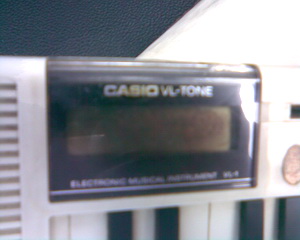 CASIO VL-TONE
ELECTRONIC MUSICAL INSTRUMENT VL-1